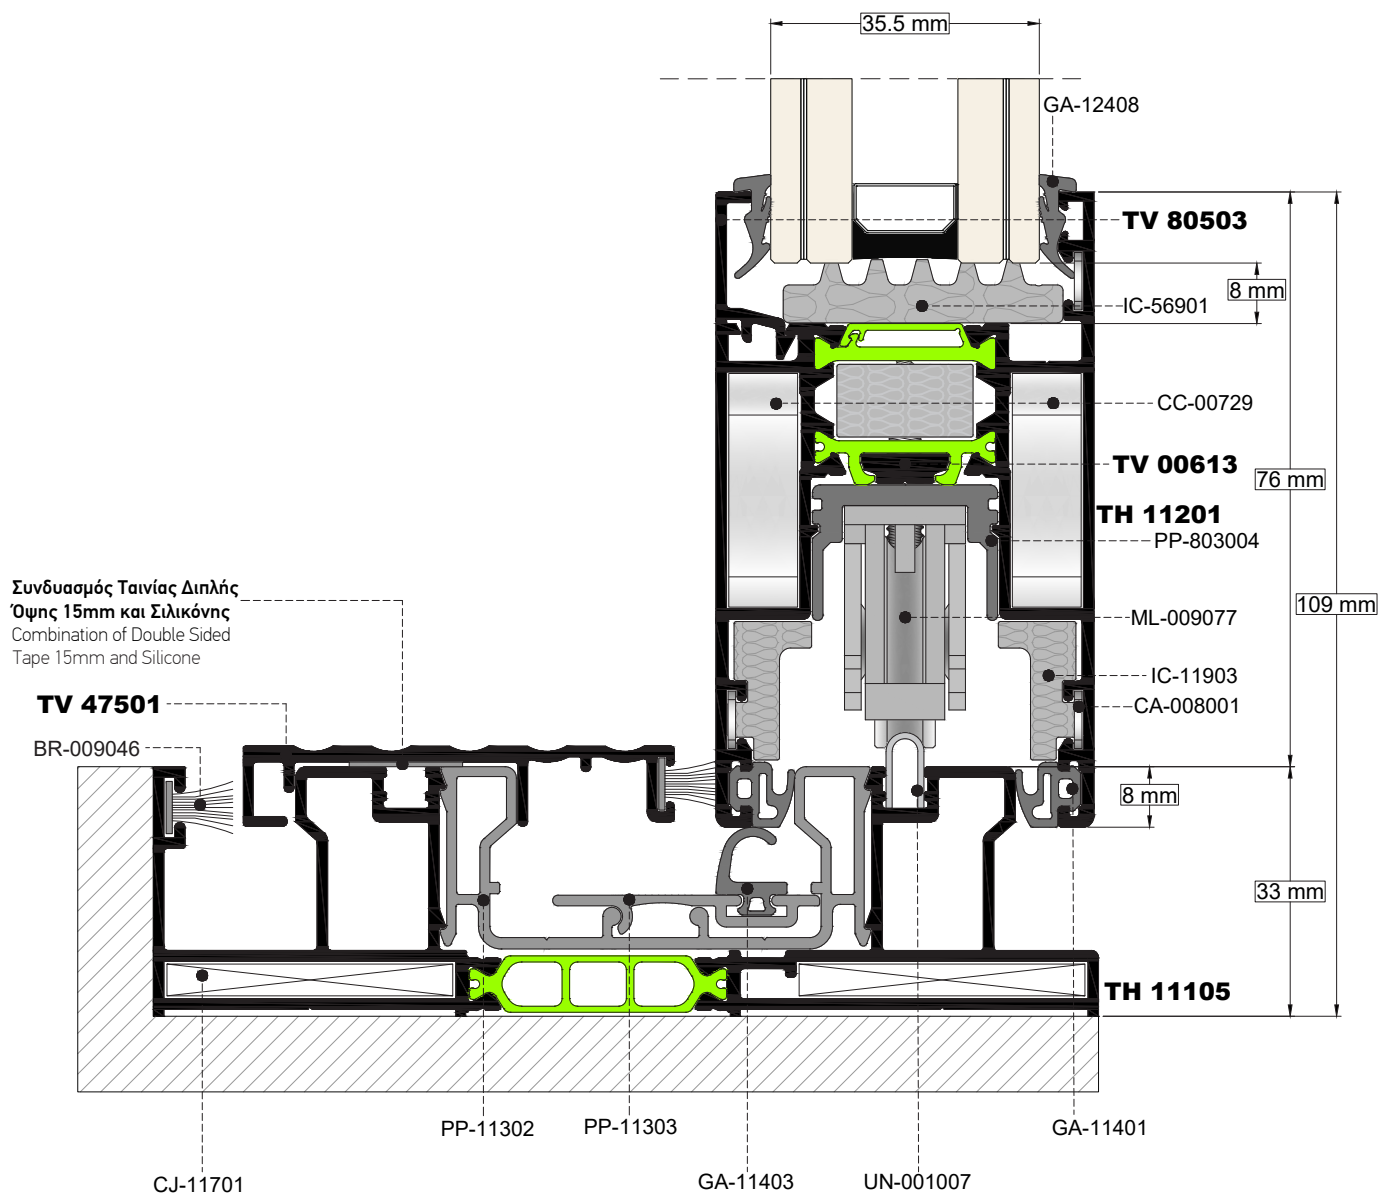 35.5 mm
GA-12408
TV 80503
8 mm
IC-56901
CC-00729
TV 00613
76 mm
TH 11201
PP-803004
Συνδυασμός Ταινίας Διπλής
Όψης 15mm και Σιλικόνης
Combination of Double Sided
Tape 15mm and Silicone
109 mm
ML-009077
IC-11903
TV 47501
CA-008001
BR-009046
8 mm
33 mm
TH 11105
PP-11302
PP-11303
GA-11401
CJ-11701
GA-11403
UN-001007